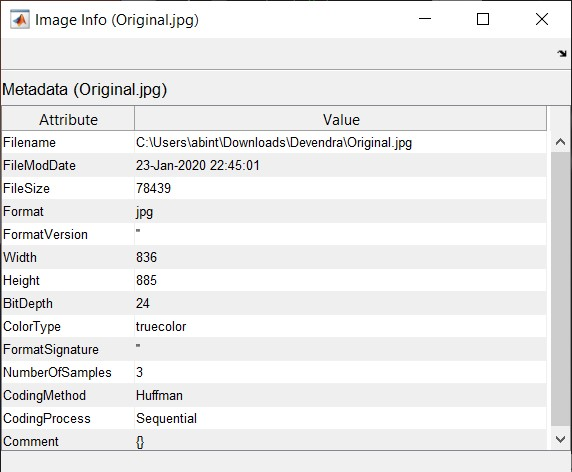 Image Info (Original.jpg)
Metadata (Original.jpg)
Attribute Value
Filename C:\Users\abint\Downloads\Devendra\Original.jpg
FileModDate 23-Jan-2020 22:45:01
FileSize 78439
Format jpg
FormatVersion ''
Width 836
Height 885
BitDepth 24
ColorType truecolor
FormatSignature ''
NumberOfSamples 3
CodingMethod Huffman
CodingProcess Sequential
Comment {}